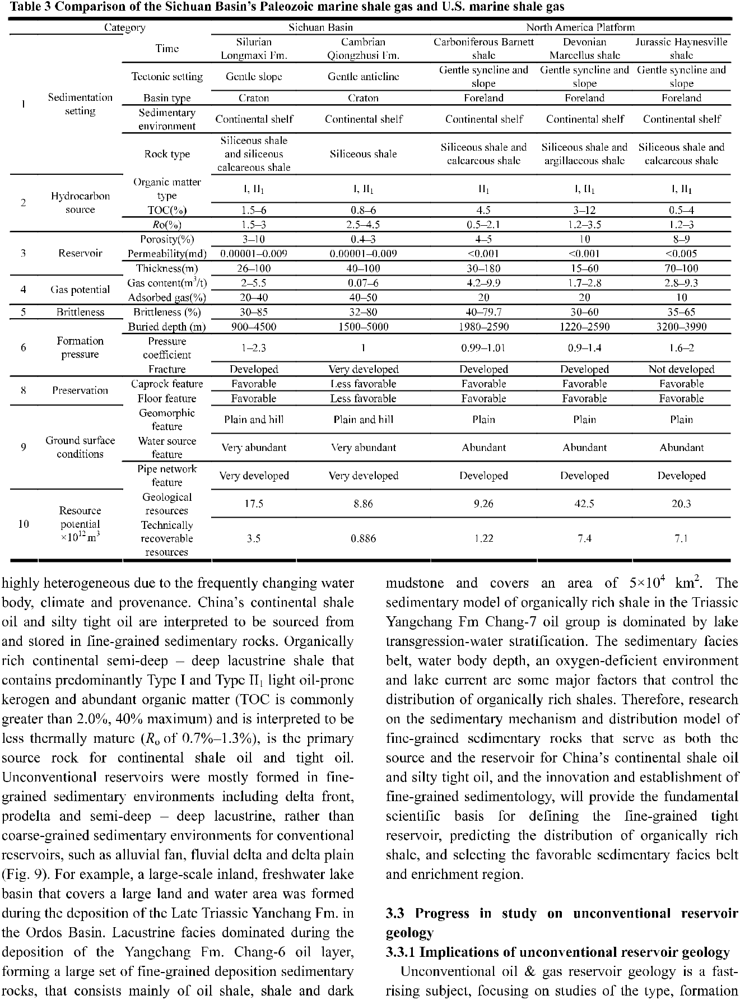 Table 3 Comparison of the Sichuan Basin's Paleozoic marine shale gas and U.S. marine shale gas
Category Sichuan Basin North America Platform
1 Sedimentation setting Time Silurian Longmaxi Fm. Cambrian Qiongzhusi Fm. Carboniferous Barnett shale Devonian Marcellus shale Jurassic Haynesville shale
Tectonic setting Gentle slope Gentle anticline Gentle syncline and slope Gentle syncline and slope Gentle syncline and slope
Basin type Craton Craton Foreland Foreland Foreland
Sedimentary environment Continental shelf Continental shelf Continental shelf Continental shelf Continental shelf
Rock type Siliceous shale and siliceous calcareous shale Siliceous shale Siliceous shale and calcareous shale Siliceous shale and argillaceous shale Siliceous shale and calcareous shale
2 Hydrocarbon source Organic matter type I, II₁ I, II₁ II₁ I, II₁ I, II₁
TOC(%) 1.5–6 0.8–6 4.5 3–12 0.5–4
Ro(%) 1.5–3 2.5–4.5 0.5–2.1 1.2–3.5 1.2–3
3 Reservoir Porosity(%) 3–10 0.4–3 4–5 10 8–9
Permeability(md) 0.00001–0.009 0.00001–0.009 <0.001 <0.001 <0.005
Thickness(m) 26–100 40–100 30–180 15–60 70–100
4 Gas potential Gas content(m³/t) 2–5.5 0.07–6 4.2–9.9 1.7–2.8 2.8–9.3
Adsorbed gas(%) 20–40 40–50 20 20 10
5 Brittleness Brittleness (%) 30–85 32–80 40–79.7 30–60 35–65
6 Formation pressure Buried depth (m) 900–4500 1500–5000 1980–2590 1220–2590 3200–3990
Pressure coefficient 1–2.3 1 0.99–1.01 0.9–1.4 1.6–2
Fracture Developed Very developed Developed Developed Not developed
8 Preservation Caprock feature Favorable Less favorable Favorable Favorable Favorable
Floor feature Favorable Less favorable Favorable Favorable Favorable
9 Ground surface conditions Geomorphic feature Plain and hill Plain and hill Plain Plain Plain
Water source feature Very abundant Very abundant Abundant Abundant Abundant
Pipe network feature Very developed Very developed Developed Developed Developed
10 Resource potential ×10¹² m³ Geological resources 17.5 8.86 9.26 42.5 20.3
Technically recoverable resources 3.5 0.886 1.22 7.4 7.1
highly heterogeneous due to the frequently changing water
body, climate and provenance. China's continental shale
oil and silty tight oil are interpreted to be sourced from
and stored in fine-grained sedimentary rocks. Organically
rich continental semi-deep – deep lacustrine shale that
contains predominantly Type I and Type II₁ light oil-prone
kerogen and abundant organic matter (TOC is commonly
greater than 2.0%, 40% maximum) and is interpreted to be
less thermally mature (Rₒ of 0.7%–1.3%), is the primary
source rock for continental shale oil and tight oil.
Unconventional reservoirs were mostly formed in fine-
grained sedimentary environments including delta front,
prodelta and semi-deep – deep lacustrine, rather than
coarse-grained sedimentary environments for conventional
reservoirs, such as alluvial fan, fluvial delta and delta plain
(Fig. 9). For example, a large-scale inland, freshwater lake
basin that covers a large land and water area was formed
during the deposition of the Late Triassic Yanchang Fm. in
the Ordos Basin. Lacustrine facies dominated during the
deposition of the Yangchang Fm. Chang-6 oil layer,
forming a large set of fine-grained deposition sedimentary
rocks, that consists mainly of oil shale, shale and dark
mudstone and covers an area of 5×10⁴ km². The
sedimentary model of organically rich shale in the Triassic
Yangchang Fm Chang-7 oil group is dominated by lake
transgression-water stratification. The sedimentary facies
belt, water body depth, an oxygen-deficient environment
and lake current are some major factors that control the
distribution of organically rich shales. Therefore, research
on the sedimentary mechanism and distribution model of
fine-grained sedimentary rocks that serve as both the
source and the reservoir for China's continental shale oil
and silty tight oil, and the innovation and establishment of
fine-grained sedimentology, will provide the fundamental
scientific basis for defining the fine-grained tight
reservoir, predicting the distribution of organically rich
shale, and selecting the favorable sedimentary facies belt
and enrichment region.
3.3 Progress in study on unconventional reservoir
geology
3.3.1 Implications of unconventional reservoir geology
Unconventional oil & gas reservoir geology is a fast-
rising subject, focusing on studies of the type, formation